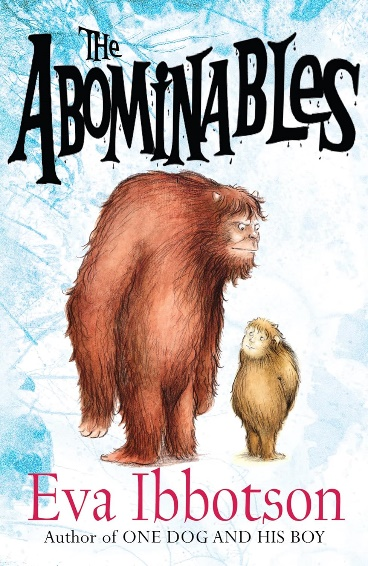 THE
ABOMINABLES
Eva Ibbotson
Author of ONE DOG AND HIS BOY